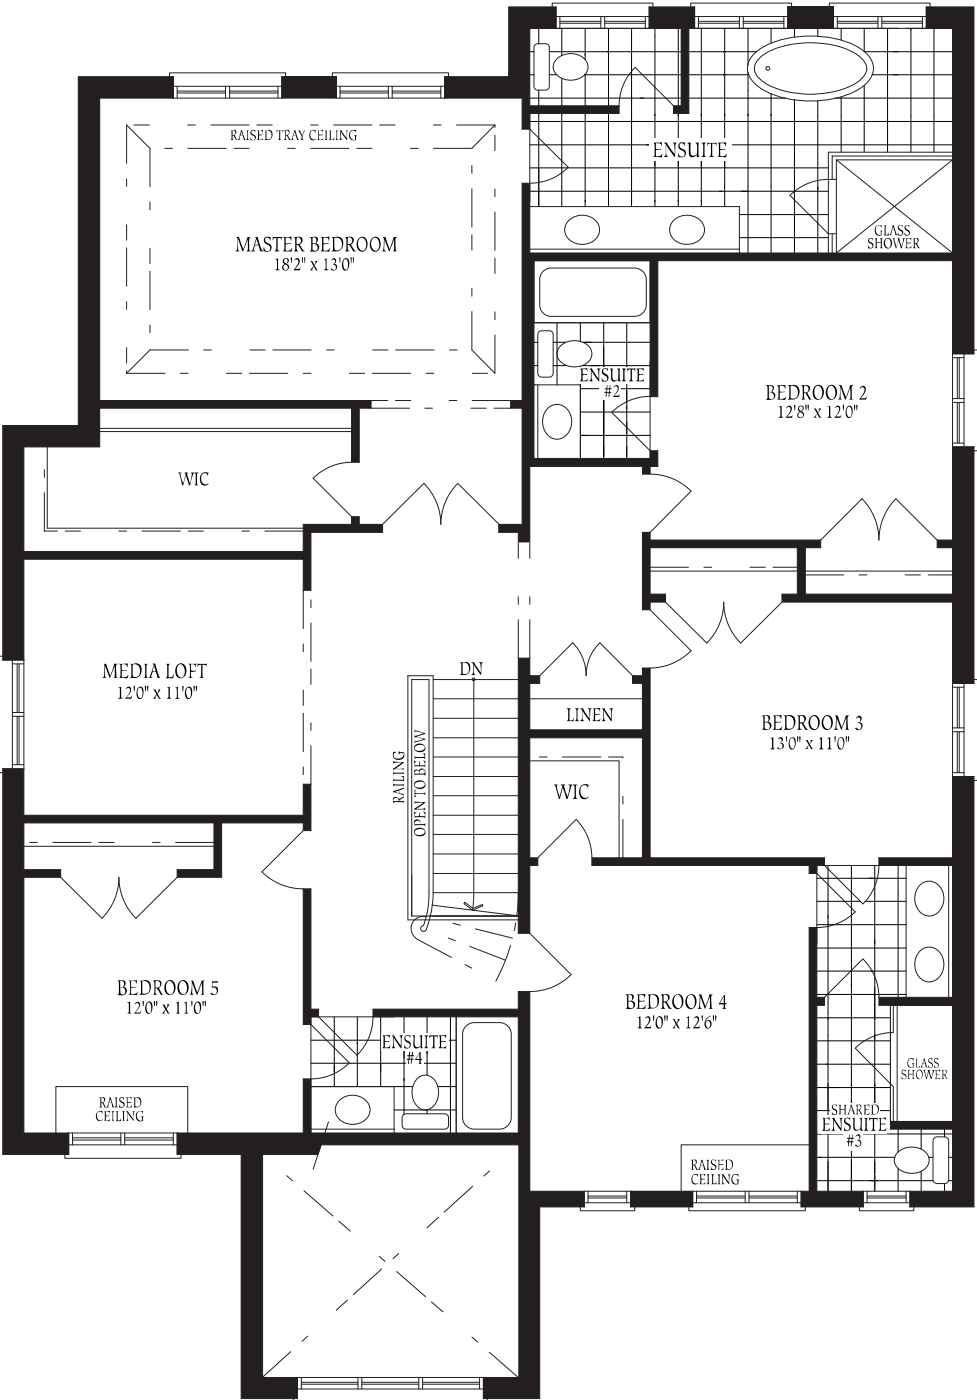 RAISED TRAY CEILING
ENSUITE
MASTER BEDROOM
18'2" x 13'0"
GLASS
SHOWER
ENSUITE
#2
BEDROOM 2
12'8" x 12'0"
WIC
MEDIA LOFT
12'0" x 11'0"
DN
LINEN
BEDROOM 3
13'0" x 11'0"
RAILING
OPEN TO BELOW
WIC
BEDROOM 5
12'0" x 11'0"
BEDROOM 4
12'0" x 12'6"
ENSUITE
#4
GLASS
SHOWER
RAISED
CEILING
SHARED
ENSUITE
#3
RAISED
CEILING